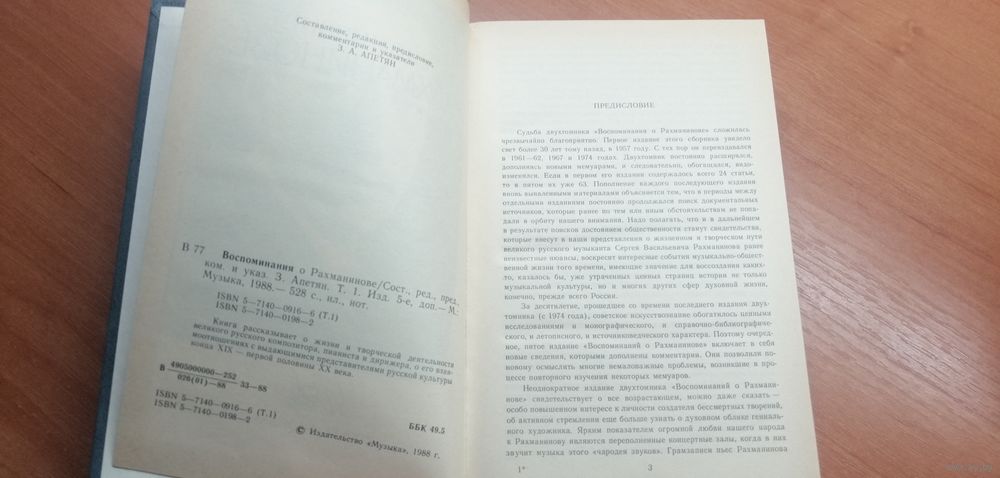 Составление, редакция, предисловие,
комментарии и указатели
З. А. АПЕТЯН
В 77
Воспоминания о Рахманинове/Сост., ред., пред.,
ком. и указ. З. Апетян. Т. 1. Изд. 5-е, доп.— М.:
Музыка, 1988.— 528 с., ил., нот.
ISBN 5—7140—0916—6 (Т.1)
ISBN 5—7140—0198—2
Книга рассказывает о жизни и творческой деятельности
великого русского композитора, пианиста и дирижера, о его взаи-
моотношениях с выдающимися представителями русской культуры
конца XIX — первой половины XX века.
В 4905000000—252
026(01)—88 33—88
ISBN 5—7140—0916—6 (Т.1)
ISBN 5—7140—0198—2
ББК 49.5
© Издательство «Музыка», 1988 г.
ПРЕДИСЛОВИЕ
Судьба двухтомника «Воспоминания о Рахманинове» сложилась
чрезвычайно благоприятно. Первое издание этого сборника увидело
свет более 30 лет тому назад, в 1957 году. С тех пор он переиздавался
в 1961—62, 1967 и 1974 годах. Двухтомник постоянно расширялся,
дополняясь новыми мемуарами, и следовательно, обогащался, видо-
изменялся. Если в первом его издании содержалось всего 24 статьи,
то в пятом их уже 63. Пополнение каждого последующего издания
вновь выявленными материалами объясняется тем, что в периоды между
отдельными изданиями постоянно продолжался поиск документальных
источников, которые ранее по тем или иным обстоятельствам не попа-
дали в орбиту нашего внимания. Надо полагать, что и в дальнейшем
в результате поисков достоянием общественности станут свидетельства,
которые внесут в наши представления о жизненном и творческом пути
великого русского музыканта Сергея Васильевича Рахманинова ранее
неизвестные нюансы, воскресят интересные события музыкально-общест-
венной жизни того времени, имеющие значение для воссоздания каких-
либо, казалось бы, уже утраченных ценных страниц истории не только
музыкальной культуры, но и многих других сфер духовной жизни,
конечно, прежде всего России.
За десятилетие, прошедшее со времени последнего издания двух-
томника (с 1974 года), советское искусствознание обогатилось ценными
исследованиями и монографического, и справочно-библиографиче-
ского, и летописного, и источниковедческого характера. Поэтому очеред-
ное, пятое издание «Воспоминаний о Рахманинове» включает в себя
новые сведения, которыми дополнены комментарии. Они позволили по-
новому осмыслить многие немаловажные проблемы, возникшие в про-
цессе повторного изучения некоторых мемуаров.
Неоднократное издание двухтомника «Воспоминаний о Рахмани-
нове» свидетельствует о все возрастающем, можно даже сказать —
особо повышенном интересе к личности создателя бессмертных творений,
об активном стремлении еще больше узнать о духовном облике гениаль-
ного художника. Ярким показателем огромной любви нашего народа
к Рахманинову являются переполненные концертные залы, когда в них
звучит музыка этого «чародея звуков». Грамзаписи пьес Рахманинова
1*
3